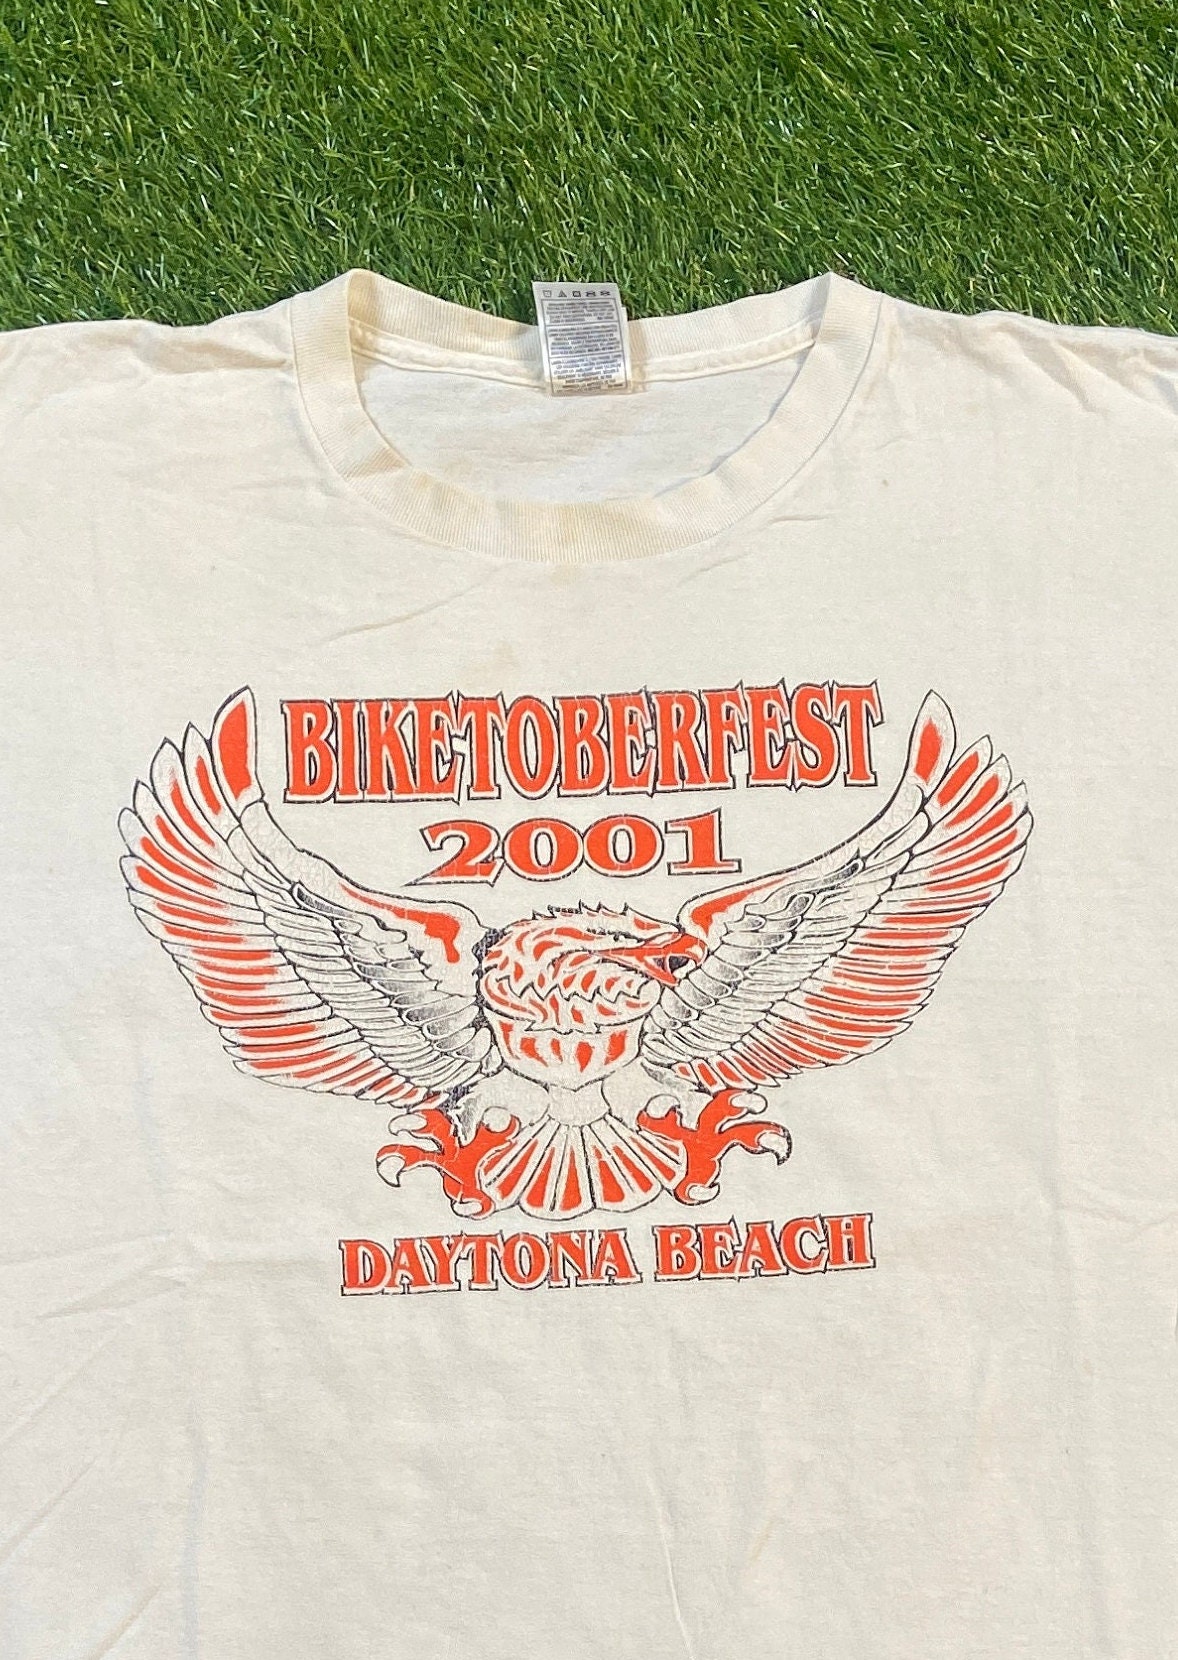 BIKETOBERFEST
2001
DAYTONA BEACH